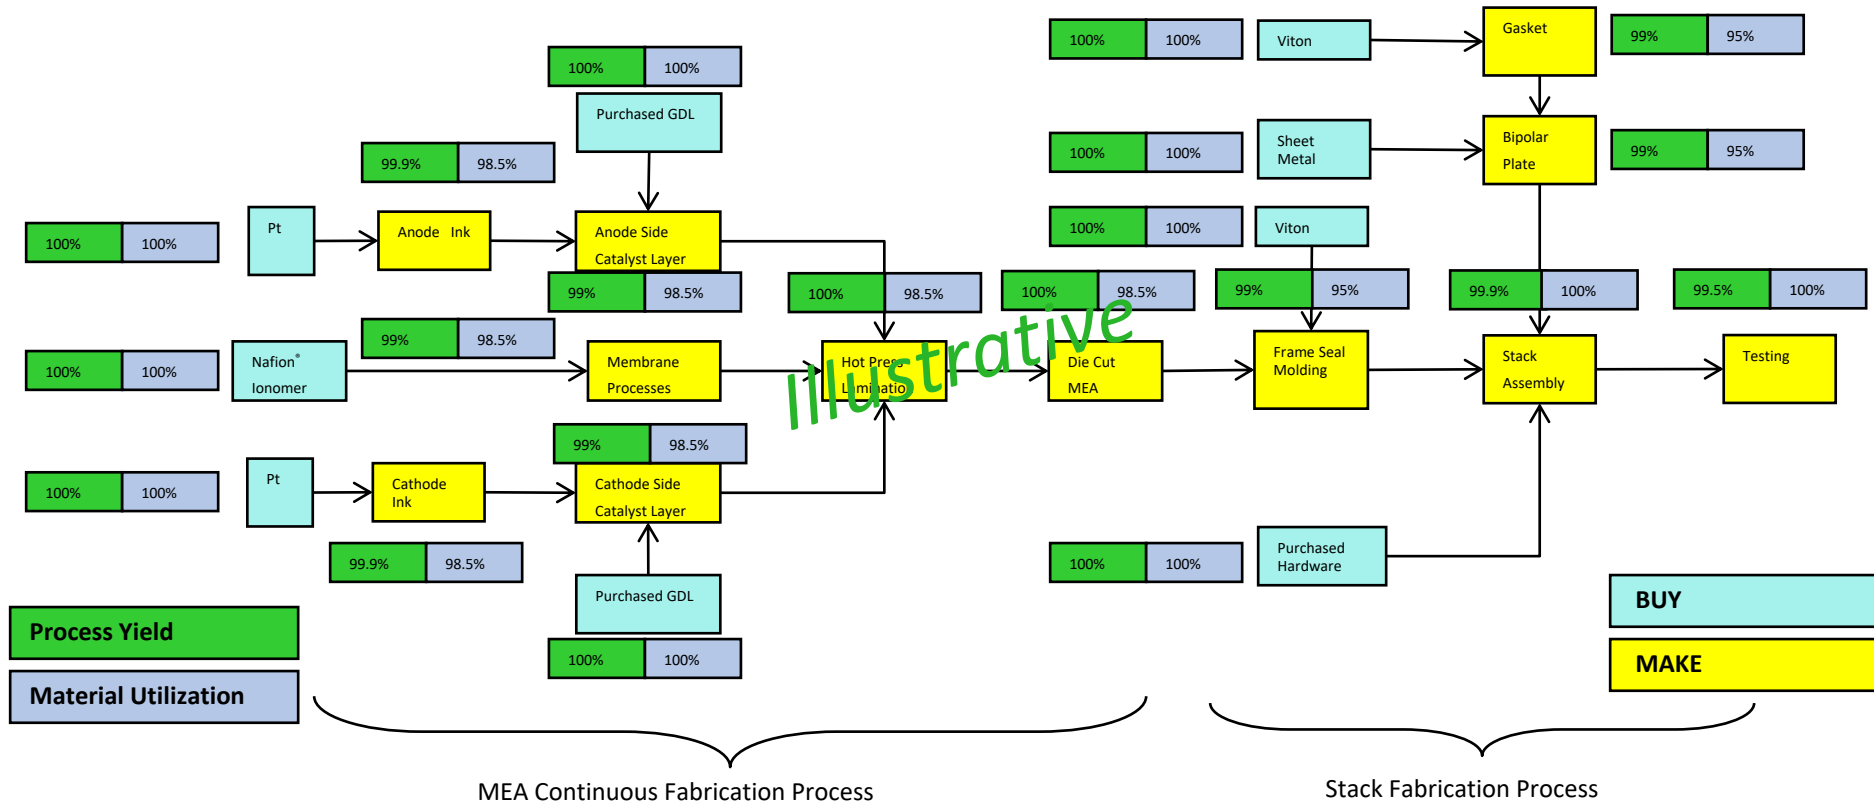 100% 100%
Viton
Gasket
99% 95%
100% 100%
Purchased GDL
99.9% 98.5%
100% 100%
Sheet
Metal
Bipolar
Plate
99% 95%
100% 100%
Pt
Anode Ink
Anode Side
Catalyst Layer
100% 100%
Viton
99% 98.5%
100% 98.5%
100% 98.5%
99% 95%
99.9% 100%
99.5% 100%
99% 98.5%
100% 100%
Nafion®
Ionomer
Membrane
Processes
Hot Press
Lamination
Illustrative
Die Cut
MEA
Frame Seal
Molding
Stack
Assembly
Testing
99% 98.5%
100% 100%
Pt
Cathode
Ink
Cathode Side
Catalyst Layer
99.9% 98.5%
Purchased GDL
100% 100%
100% 100%
Purchased
Hardware
Process Yield
Material Utilization
BUY
MAKE
MEA Continuous Fabrication Process
Stack Fabrication Process